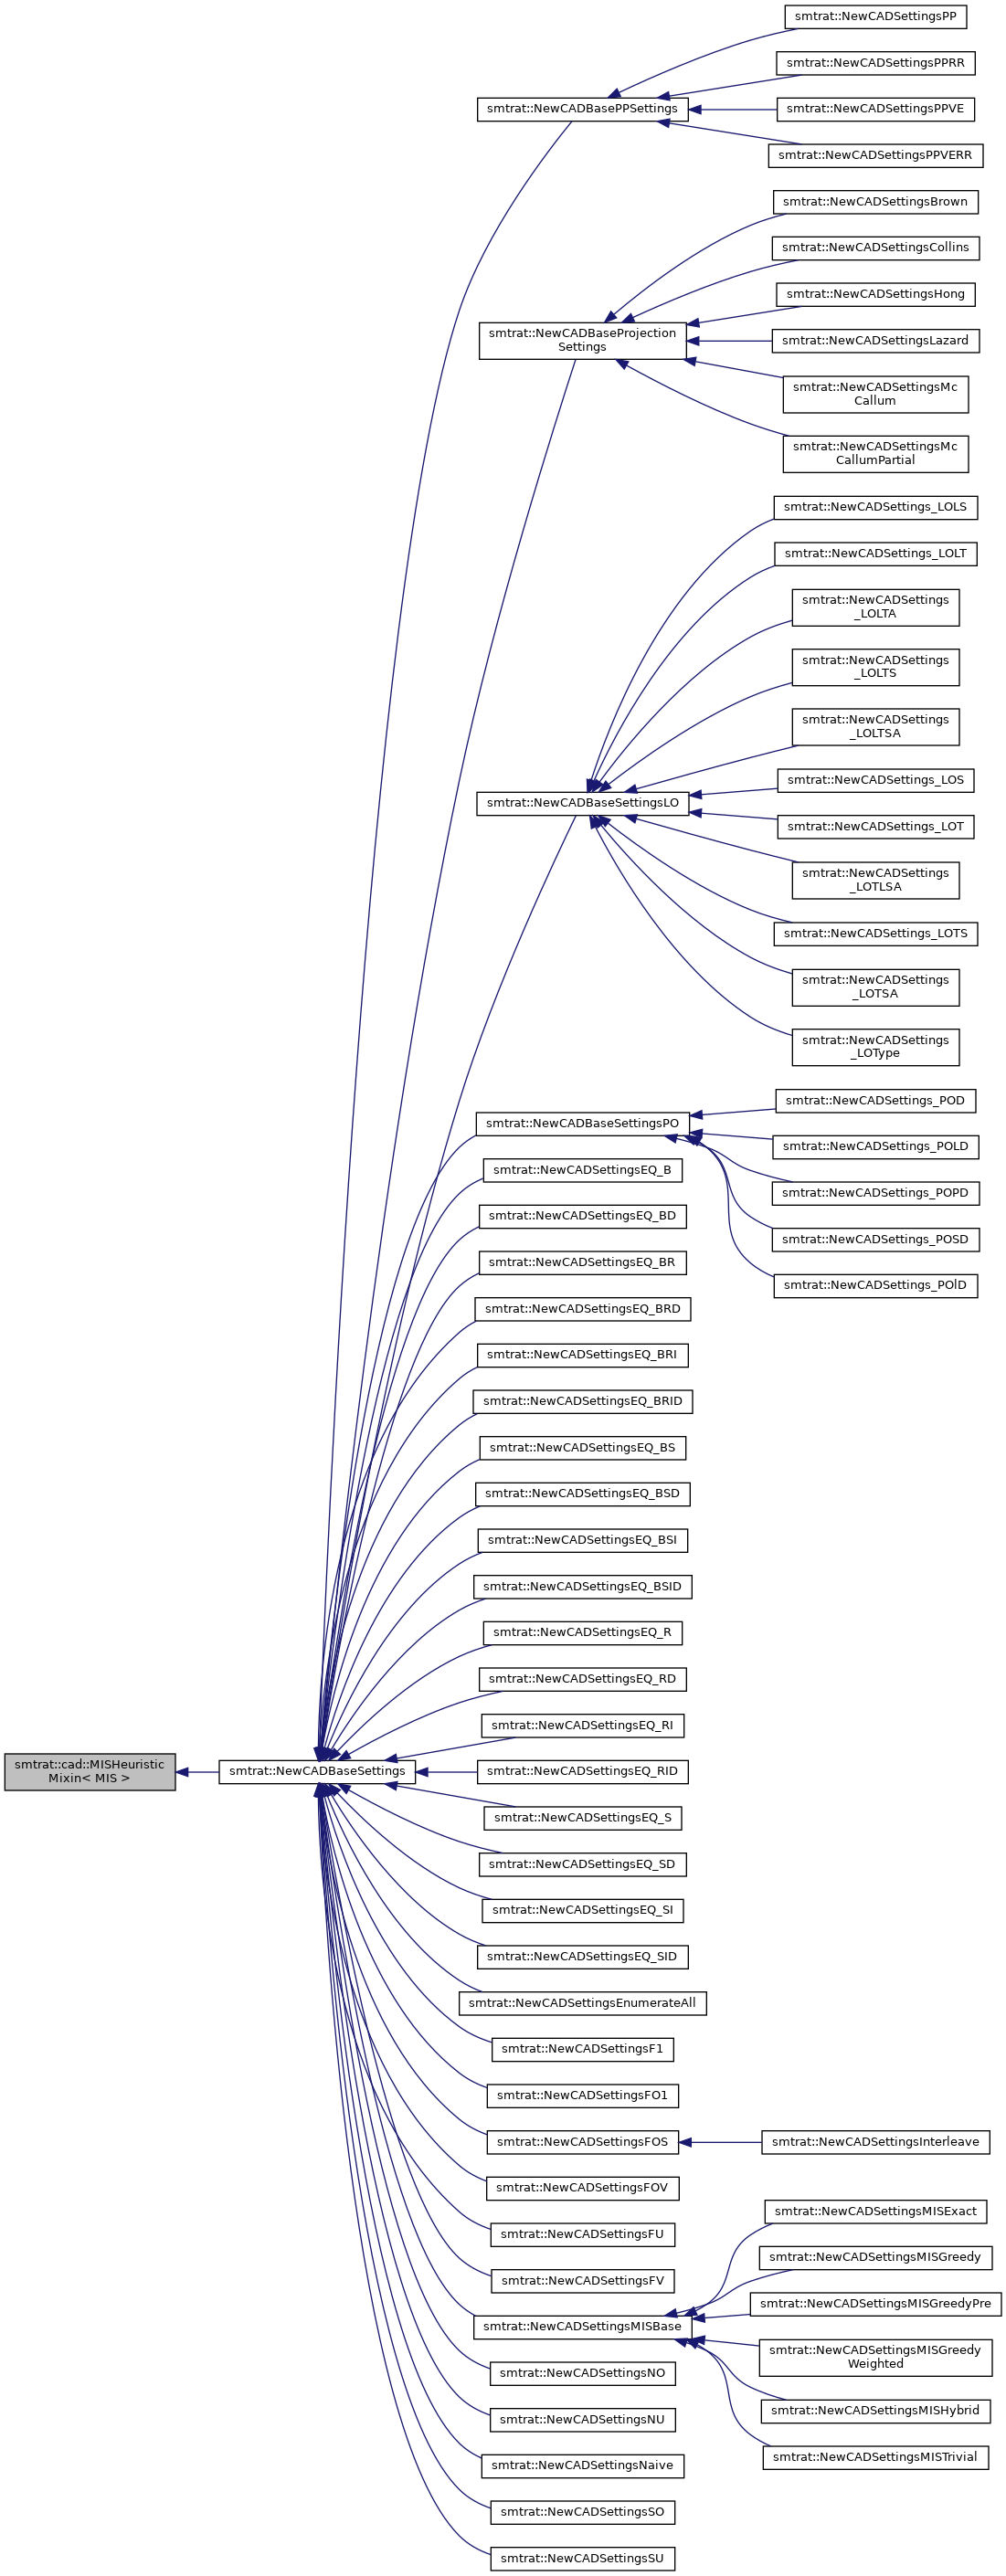 smtrat::NewCADSettingsPP
smtrat::NewCADSettingsPPRR
smtrat::NewCADBasePPSettings
smtrat::NewCADSettingsPPVE
smtrat::NewCADSettingsPPVERR
smtrat::NewCADSettingsBrown
smtrat::NewCADSettingsCollins
smtrat::NewCADSettingsHong
smtrat::NewCADBaseProjection
Settings
smtrat::NewCADSettingsLazard
smtrat::NewCADSettingsMc
Callum
smtrat::NewCADSettingsMc
CallumPartial
smtrat::NewCADSettings_LOLS
smtrat::NewCADSettings_LOLT
smtrat::NewCADSettings
_LOLTA
smtrat::NewCADSettings
_LOLTS
smtrat::NewCADSettings
_LOLTSA
smtrat::NewCADSettings_LOS
smtrat::NewCADBaseSettingsLO
smtrat::NewCADSettings_LOT
smtrat::NewCADSettings
_LOTLSA
smtrat::NewCADSettings_LOTS
smtrat::NewCADSettings
_LOTSA
smtrat::NewCADSettings
_LOType
smtrat::NewCADSettings_POD
smtrat::NewCADBaseSettingsPO
smtrat::NewCADSettings_POLD
smtrat::NewCADSettingsEQ_B
smtrat::NewCADSettings_POPD
smtrat::NewCADSettingsEQ_BD
smtrat::NewCADSettings_POSD
smtrat::NewCADSettingsEQ_BR
smtrat::NewCADSettings_POlD
smtrat::NewCADSettingsEQ_BRD
smtrat::NewCADSettingsEQ_BRI
smtrat::NewCADSettingsEQ_BRID
smtrat::NewCADSettingsEQ_BS
smtrat::NewCADSettingsEQ_BSD
smtrat::NewCADSettingsEQ_BSI
smtrat::NewCADSettingsEQ_BSID
smtrat::NewCADSettingsEQ_R
smtrat::NewCADSettingsEQ_RD
smtrat::NewCADSettingsEQ_RI
smtrat::cad::MISHeuristic
Mixin< MIS >
smtrat::NewCADBaseSettings
smtrat::NewCADSettingsEQ_RID
smtrat::NewCADSettingsEQ_S
smtrat::NewCADSettingsEQ_SD
smtrat::NewCADSettingsEQ_SI
smtrat::NewCADSettingsEQ_SID
smtrat::NewCADSettingsEnumerateAll
smtrat::NewCADSettingsF1
smtrat::NewCADSettingsFO1
smtrat::NewCADSettingsFOS
smtrat::NewCADSettingsInterleave
smtrat::NewCADSettingsFOV
smtrat::NewCADSettingsMISExact
smtrat::NewCADSettingsFU
smtrat::NewCADSettingsMISGreedy
smtrat::NewCADSettingsFV
smtrat::NewCADSettingsMISGreedyPre
smtrat::NewCADSettingsMISBase
smtrat::NewCADSettingsMISGreedy
Weighted
smtrat::NewCADSettingsNO
smtrat::NewCADSettingsMISHybrid
smtrat::NewCADSettingsNU
smtrat::NewCADSettingsMISTrivial
smtrat::NewCADSettingsNaive
smtrat::NewCADSettingsSO
smtrat::NewCADSettingsSU